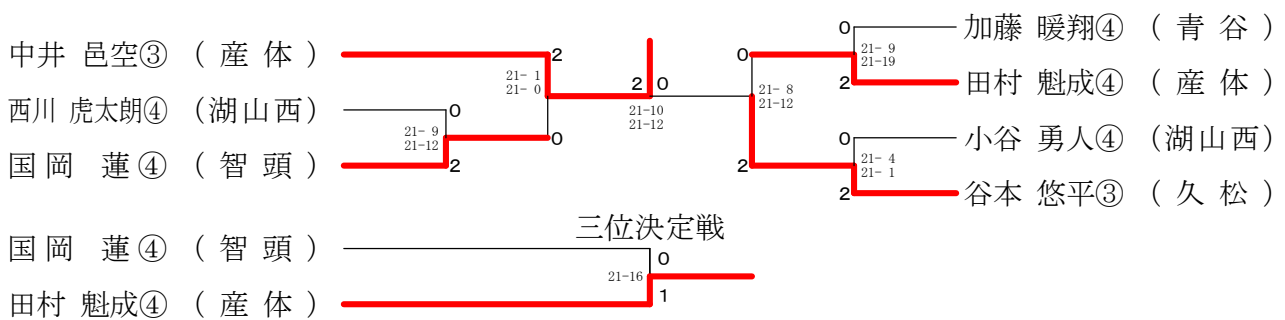 中井 邑空③ （ 産 体 ）
2
21- 1
21- 0
西川 虎太朗④ （湖山西）
0
21- 9
21-12
0
国岡 蓮④ （ 智 頭 ）
2
2 0
21-10
21-12
加藤 暖翔④ （ 青 谷 ）
0
21- 9
21-19
0
田村 魁成④ （ 産 体 ）
2
21- 8
21-12
小谷 勇人④ （湖山西）
0
21- 4
21- 1
2
谷本 悠平③ （ 久 松 ）
2
三位決定戦
国岡 蓮④ （ 智 頭 ）
0
21-16
田村 魁成④ （ 産 体 ）
1